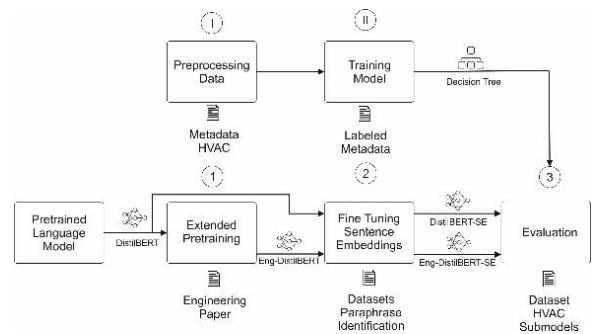 I
II
Preprocessing
Data
Training
Model
Decision Tree
Metadata
HVAC
Labeled
Metadata
1
2
3
Pretrained
Language
Model
DistilBERT
Extended
Pretraining
Eng-DistilBERT
Fine Tuning
Sentence
Embeddings
DistilBERT-SE
Eng-DistilBERT-SE
Evaluation
Engineering
Paper
Datasets
Paraphrase
Identification
Dataset
HVAC
Submodels